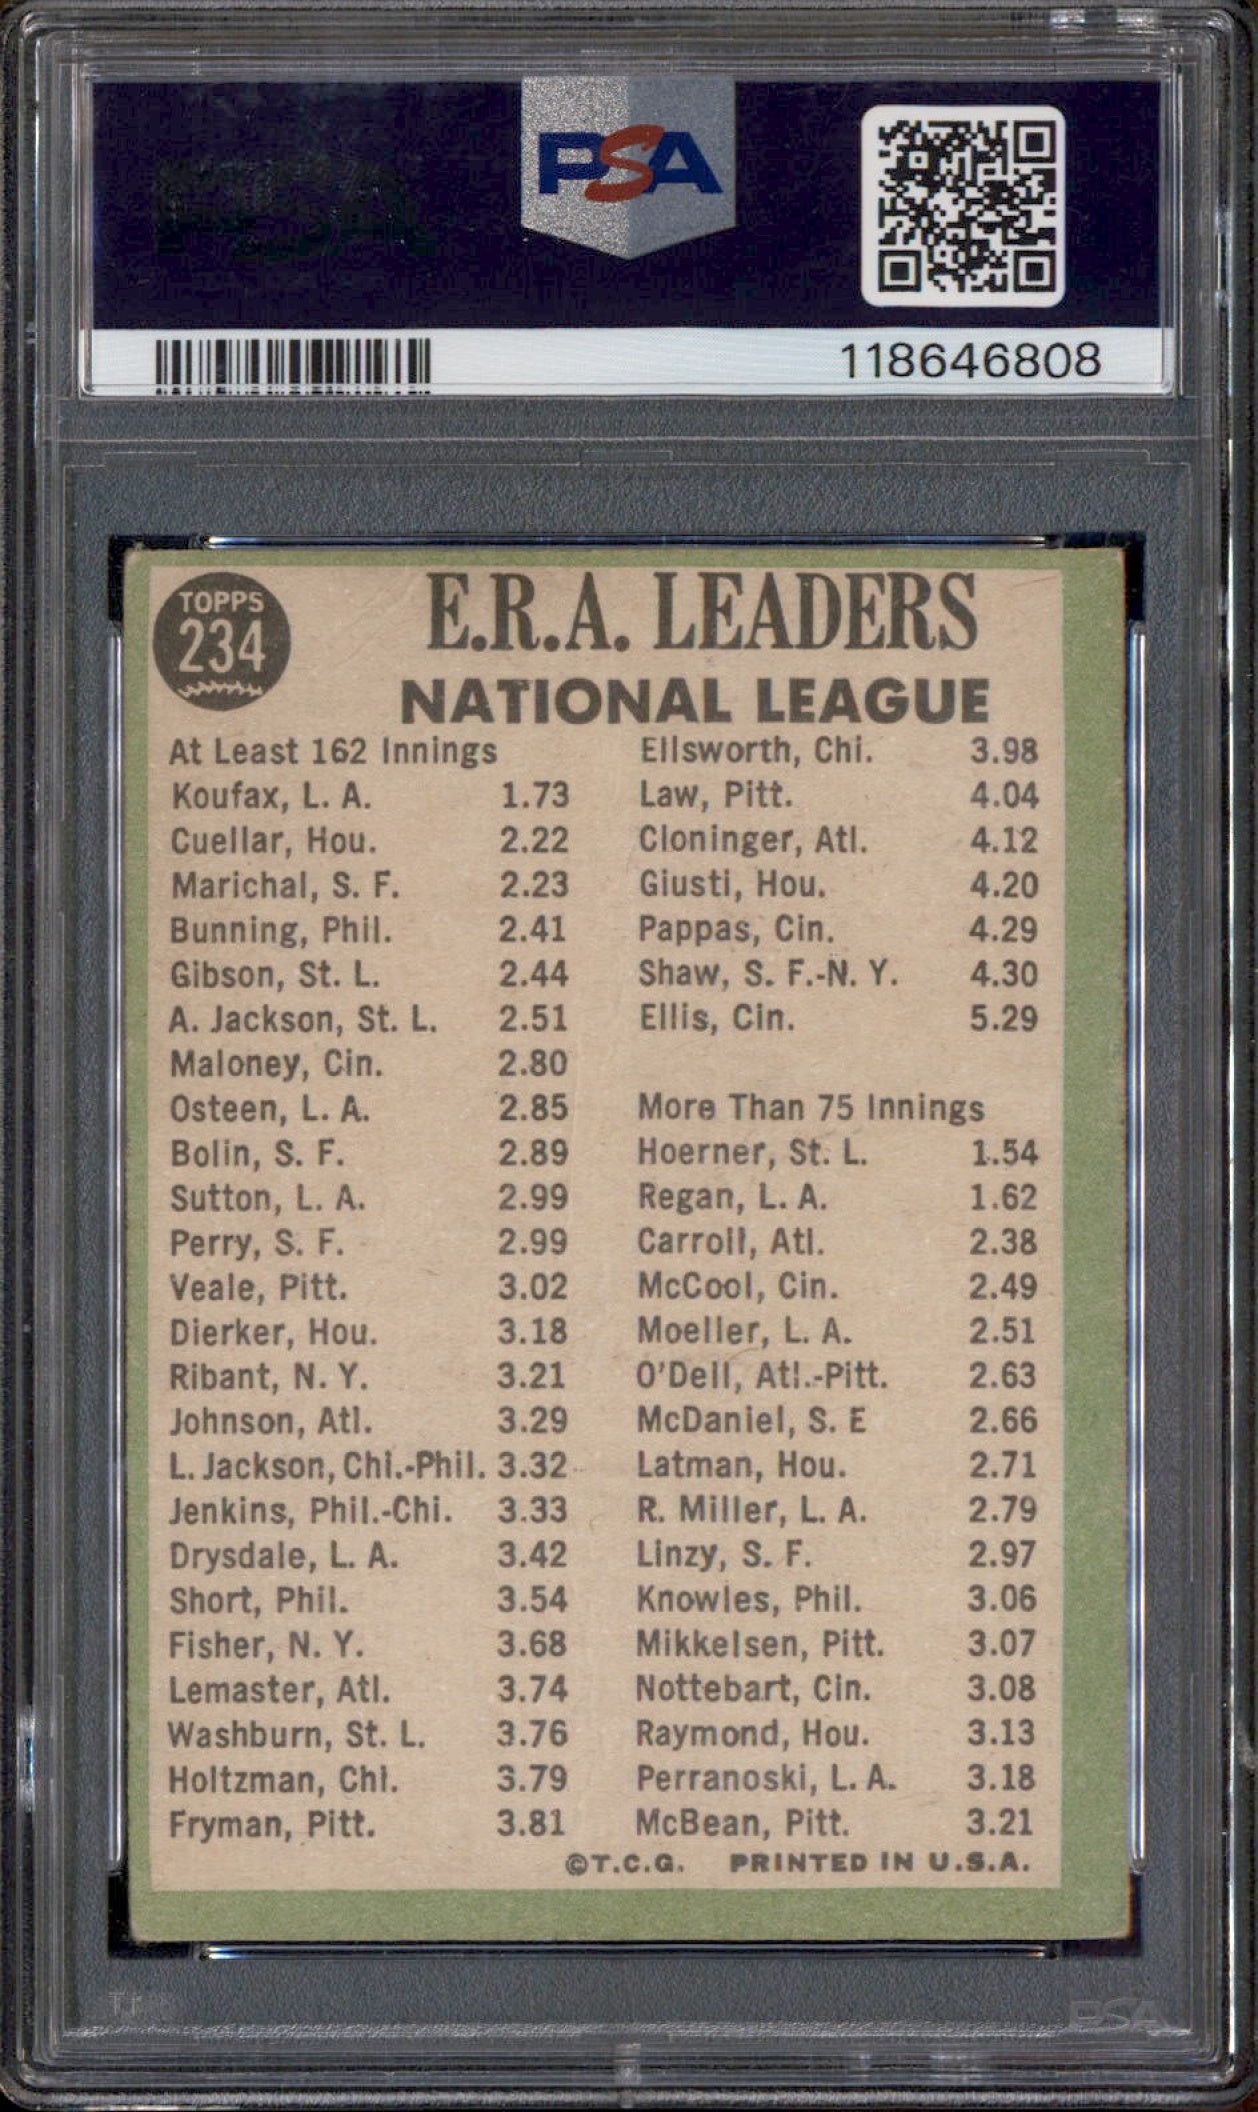 PSA
118646808
TOPPS
234
E.R.A. LEADERS
NATIONAL LEAGUE
At Least 162 Innings
Koufax, L. A. 1.73
Cuellar, Hou. 2.22
Marichal, S. F. 2.23
Bunning, Phil. 2.41
Gibson, St. L. 2.44
A. Jackson, St. L. 2.51
Maloney, Cin. 2.80
Osteen, L. A. 2.85
Bolin, S. F. 2.89
Sutton, L. A. 2.99
Perry, S. F. 2.99
Veale, Pitt. 3.02
Dierker, Hou. 3.18
Ribant, N. Y. 3.21
Johnson, Atl. 3.29
L. Jackson, Chi.-Phil. 3.32
Jenkins, Phil.-Chi. 3.33
Drysdale, L. A. 3.42
Short, Phil. 3.54
Fisher, N. Y. 3.68
Lemaster, Atl. 3.74
Washburn, St. L. 3.76
Holtzman, Chi. 3.79
Fryman, Pitt. 3.81
Ellsworth, Chi. 3.98
Law, Pitt. 4.04
Cloninger, Atl. 4.12
Giusti, Hou. 4.20
Pappas, Cin. 4.29
Shaw, S. F.-N. Y. 4.30
Ellis, Cin. 5.29
More Than 75 Innings
Hoerner, St. L. 1.54
Regan, L. A. 1.62
Carroll, Atl. 2.38
McCool, Cin. 2.49
Moeller, L. A. 2.51
O'Dell, Atl.-Pitt. 2.63
McDaniel, S. F 2.66
Latman, Hou. 2.71
R. Miller, L. A. 2.79
Linzy, S. F. 2.97
Knowles, Phil. 3.06
Mikkelsen, Pitt. 3.07
Nottebart, Cin. 3.08
Raymond, Hou. 3.13
Perranoski, L. A. 3.18
McBean, Pitt. 3.21
©T.C.G. PRINTED IN U.S.A.
PSA